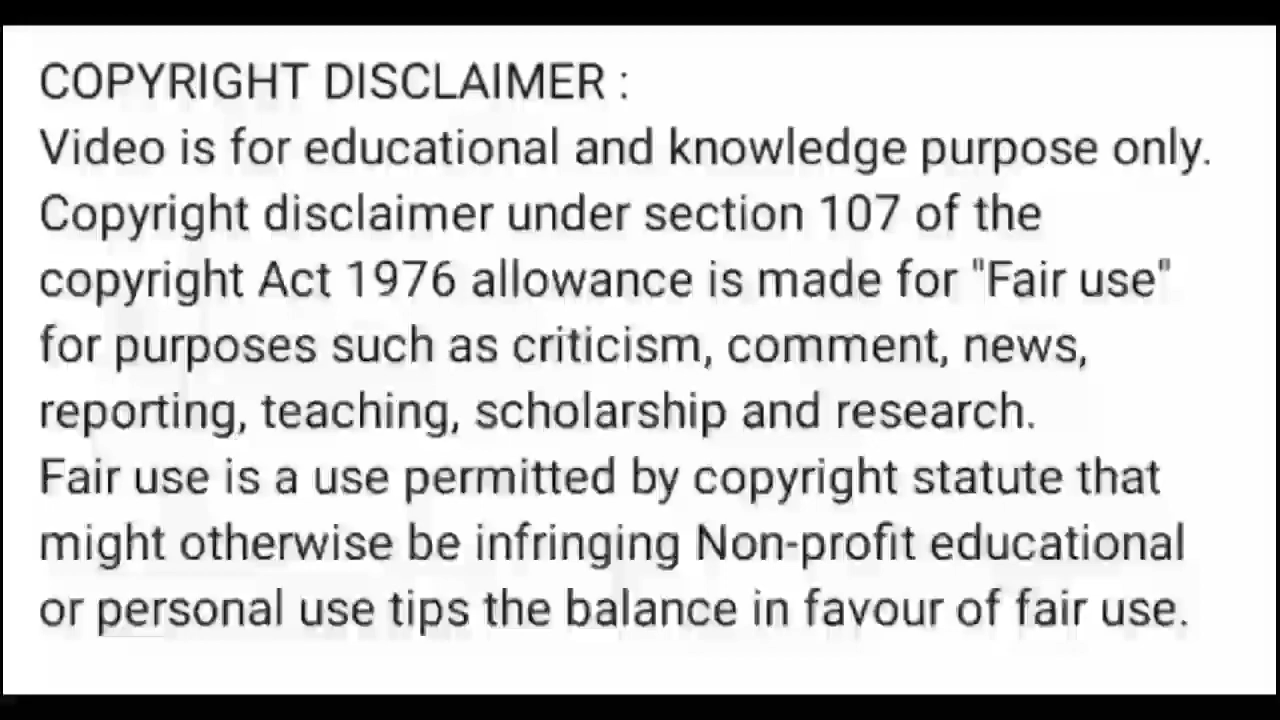 COPYRIGHT DISCLAIMER :
Video is for educational and knowledge purpose only.
Copyright disclaimer under section 107 of the
copyright Act 1976 allowance is made for "Fair use"
for purposes such as criticism, comment, news,
reporting, teaching, scholarship and research.
Fair use is a use permitted by copyright statute that
might otherwise be infringing Non-profit educational
or personal use tips the balance in favour of fair use.